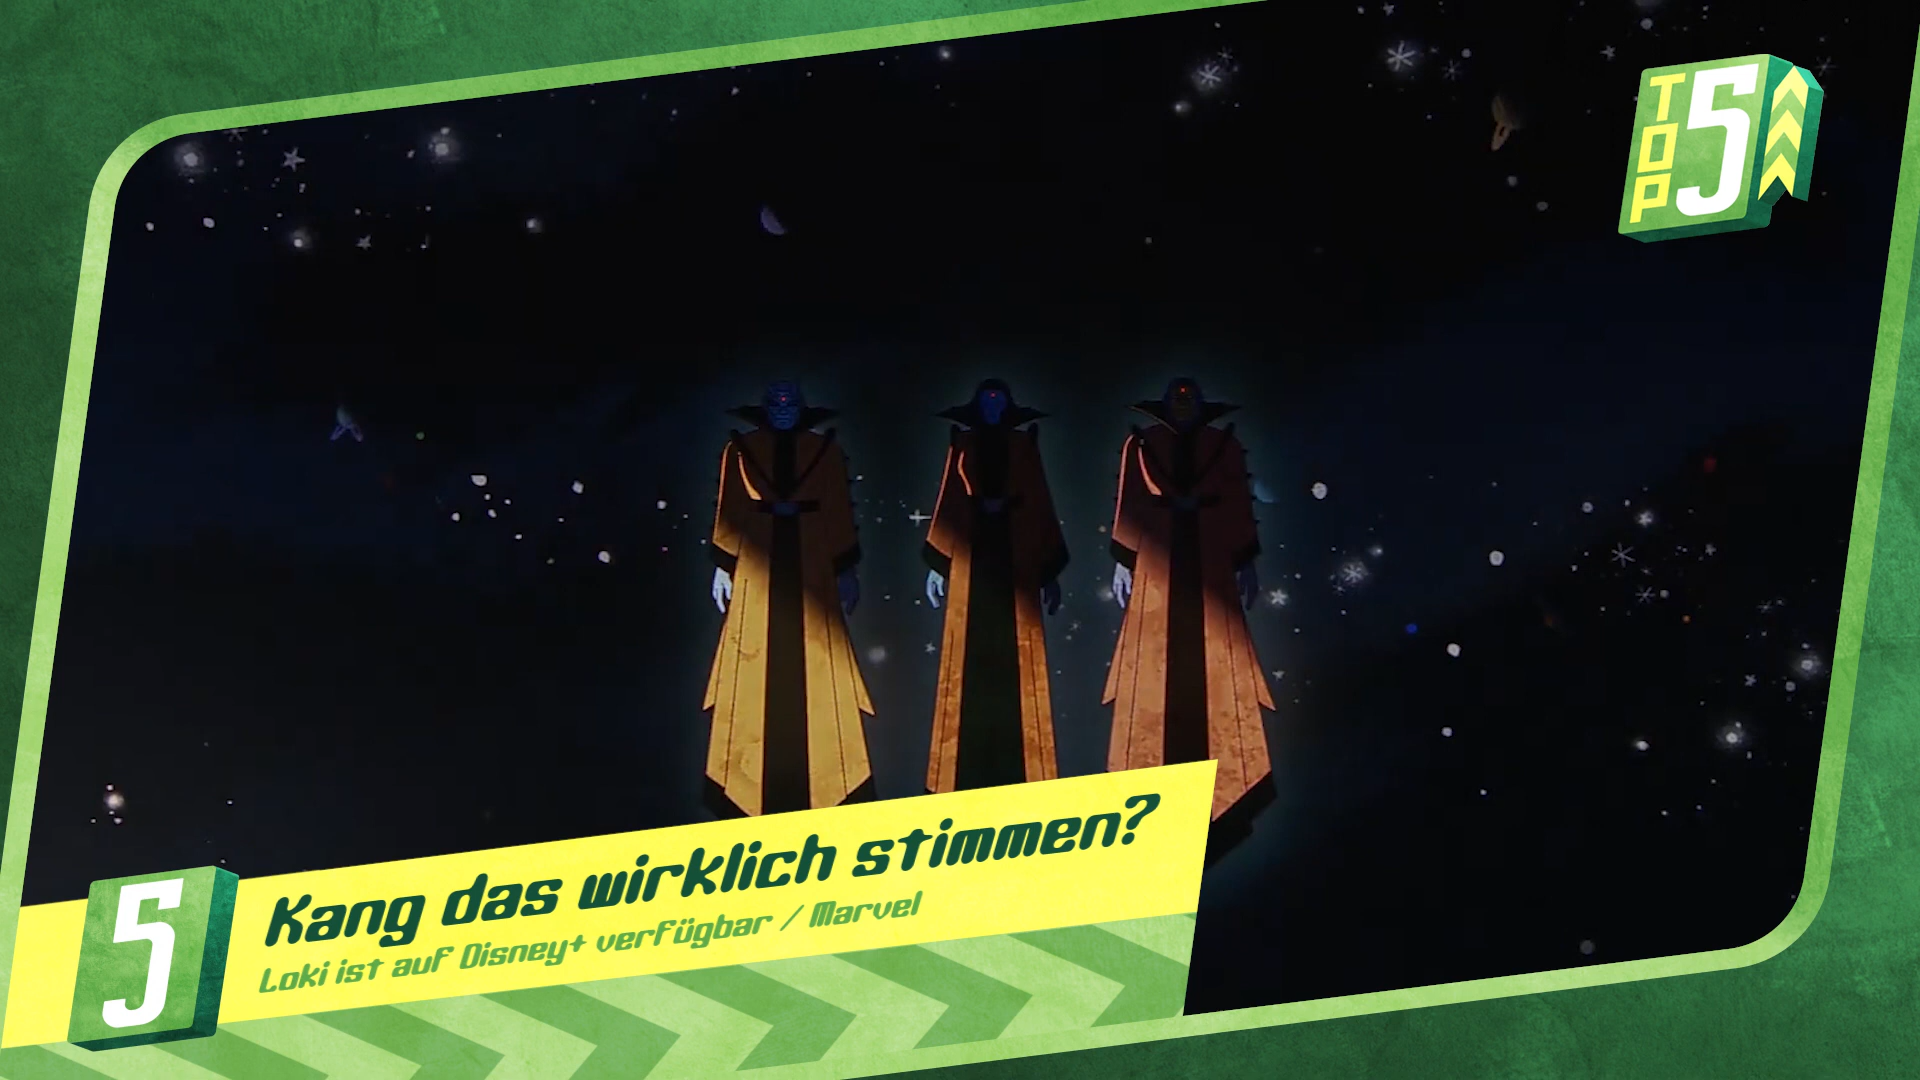 TOP 5
5
Kang das wirklich stimmen?
Loki ist auf Disney+ verfügbar / Marvel